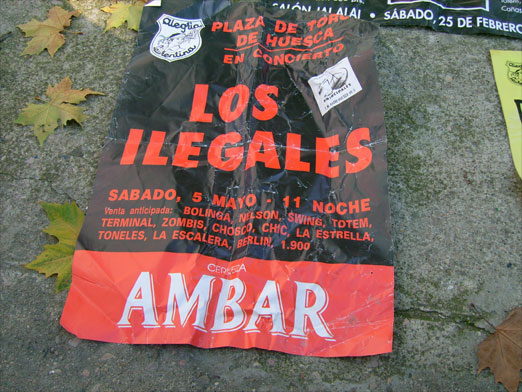 SALÓN JALAIAI
SÁBADO, 25 DE FEBRERO
Alegria
PLAZA DE TOROS
DE HUESCA
EN CONCIERTO
LOS
ILEGALES
SABADO, 5 MAYO - 11 NOCHE
Venta anticipada: BOLINGA, NELSON, SWING, TOTEM,
TERMINAL, ZOMBIS, CHOSCO, CHIC, LA ESTRELLA,
TONELES, LA ESCALERA, BERLIN, 1.900
CERVEZA
AMBAR